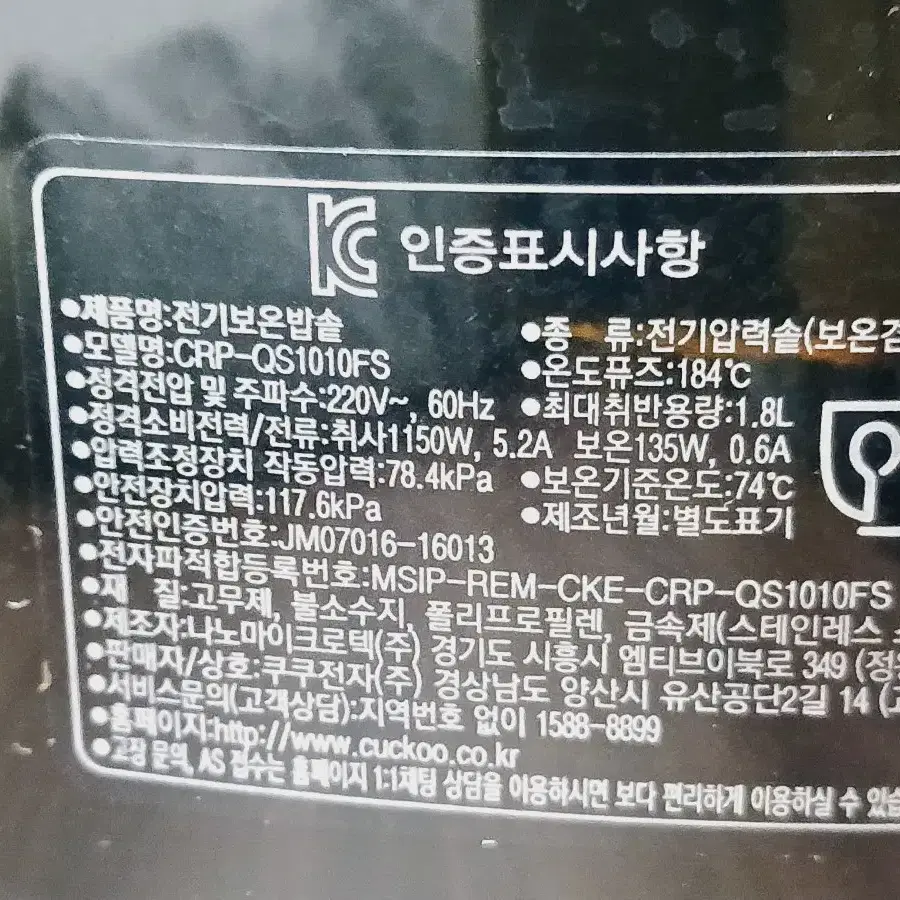 KC 인증표시사항
●제품명:전기보온밥솥 ●종 류:전기압력솥(보온겸
●모델명:CRP-QS1010FS ●온도퓨즈:184℃
●정격전압 및 주파수:220V~, 60Hz ●최대취반용량:1.8L
●정격소비전력/전류:취사1150W, 5.2A 보온135W, 0.6A
●압력조정장치 작동압력:78.4kPa ●보온기준온도:74℃
●안전장치압력:117.6kPa ●제조년월:별도표기
●안전인증번호:JM07016-16013
●전자파적합등록번호:MSIP-REM-CKE-CRP-QS1010FS
●재 질:고무제, 불소수지, 폴리프로필렌, 금속제(스테인레스
●제조자:나노마이크로텍(주) 경기도 시흥시 엠티브이북로 349 (정왕
●판매자/상호:쿠쿠전자(주) 경상남도 양산시 유산공단2길 14 (
●서비스문의(고객상담):지역번호 없이 1588-8899
●홈페이지:http://www.cuckoo.co.kr
●고장 문의, AS 접수는 홈페이지 1:1채팅 상담을 이용하시면 보다 편리하게 이용하실 수 있습